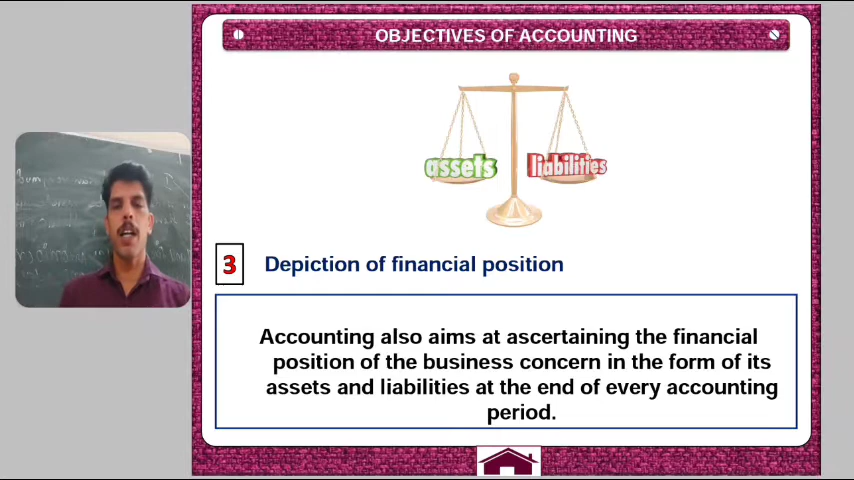 OBJECTIVES OF ACCOUNTING
assets
liabilities
3
Depiction of financial position
Accounting also aims at ascertaining the financial
position of the business concern in the form of its
assets and liabilities at the end of every accounting
period.